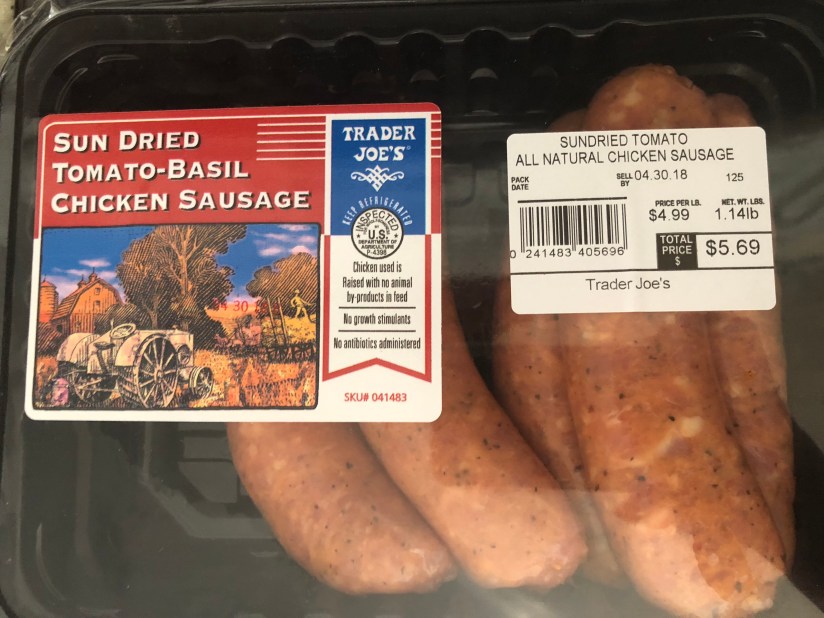 SUN DRIED
TOMATO-BASIL
CHICKEN SAUSAGE
TRADER
JOE'S®
KEEP REFRIGERATED
INSPECTED
U.S.
DEPARTMENT OF
AGRICULTURE
P-4398
Chicken used is
Raised with no animal
by-products in feed
No growth stimulants
No antibiotics administered
SKU# 041483
30
SUNDRIED TOMATO
ALL NATURAL CHICKEN SAUSAGE
PACK DATE SELL BY 04.30.18 125
PRICE PER LB. NET. WT. LBS.
$4.99 1.14lb
0 241483 405696
TOTAL PRICE $ $5.69
Trader Joe's